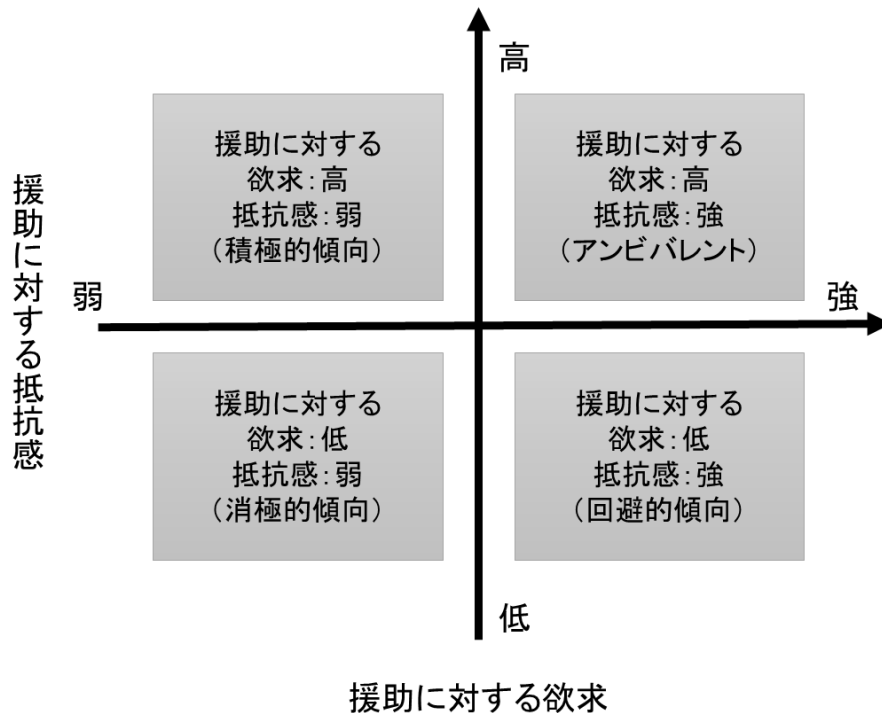 高
援助に対する
欲求：高
抵抗感：弱
（積極的傾向）
援助に対する
欲求：高
抵抗感：強
（アンビバレント）
援助に対する抵抗感
弱
強
援助に対する
欲求：低
抵抗感：弱
（消極的傾向）
援助に対する
欲求：低
抵抗感：強
（回避的傾向）
低
援助に対する欲求